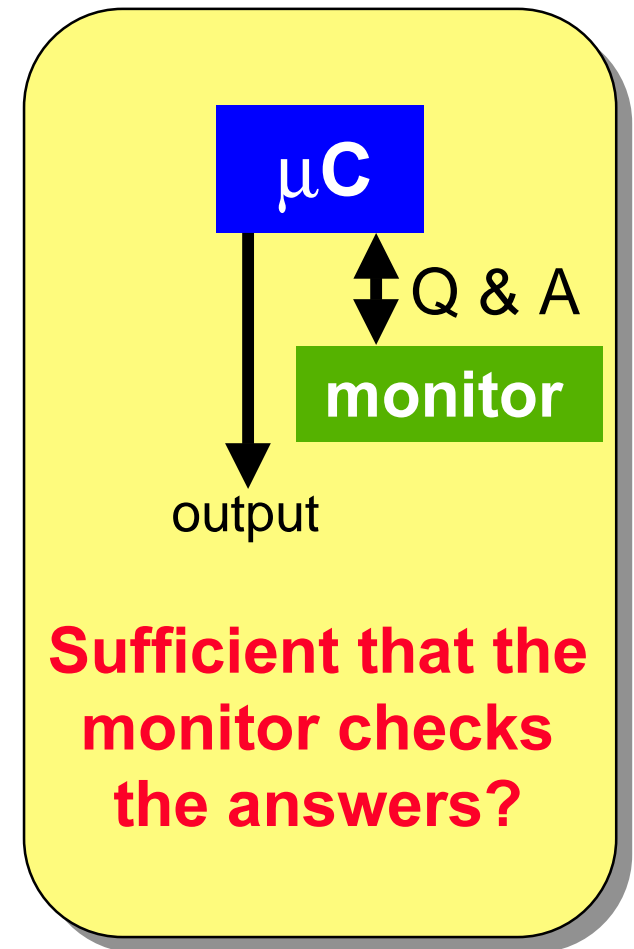 μC
Q & A
monitor
output
Sufficient that the
monitor checks
the answers?